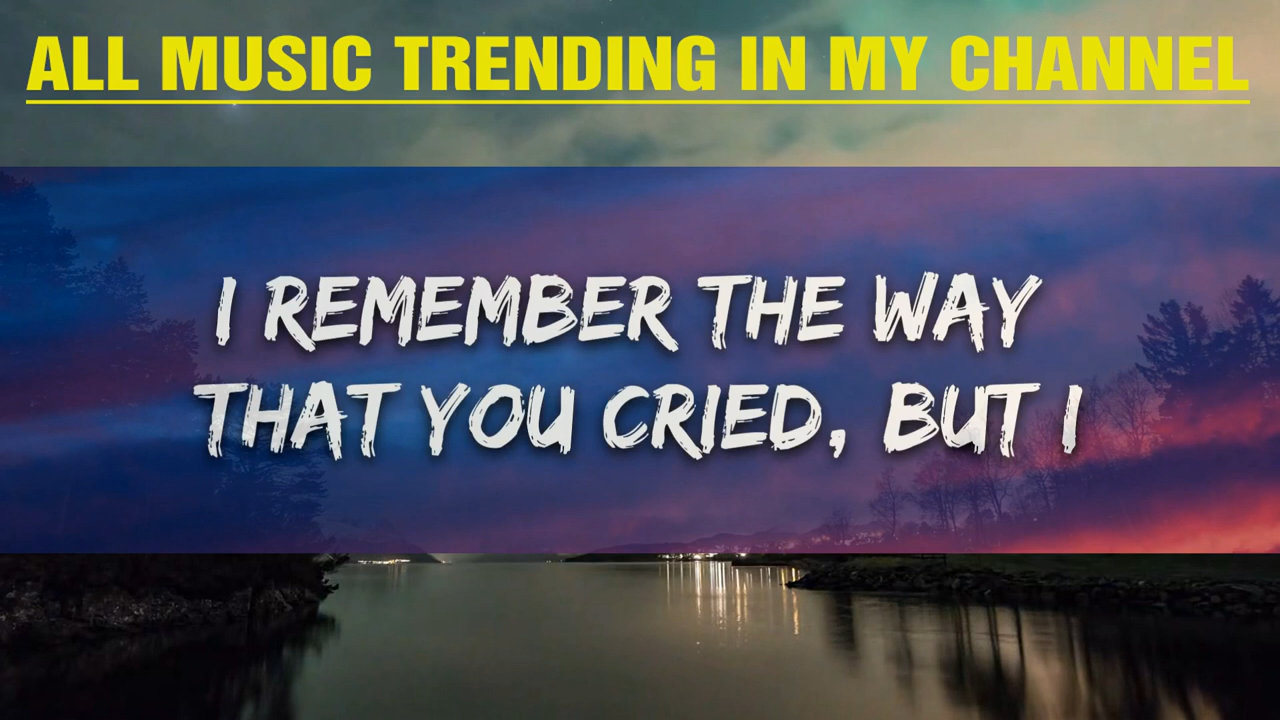 ALL MUSIC TRENDING IN MY CHANNEL
I REMEMBER THE WAY
THAT YOU CRIED, BUT I